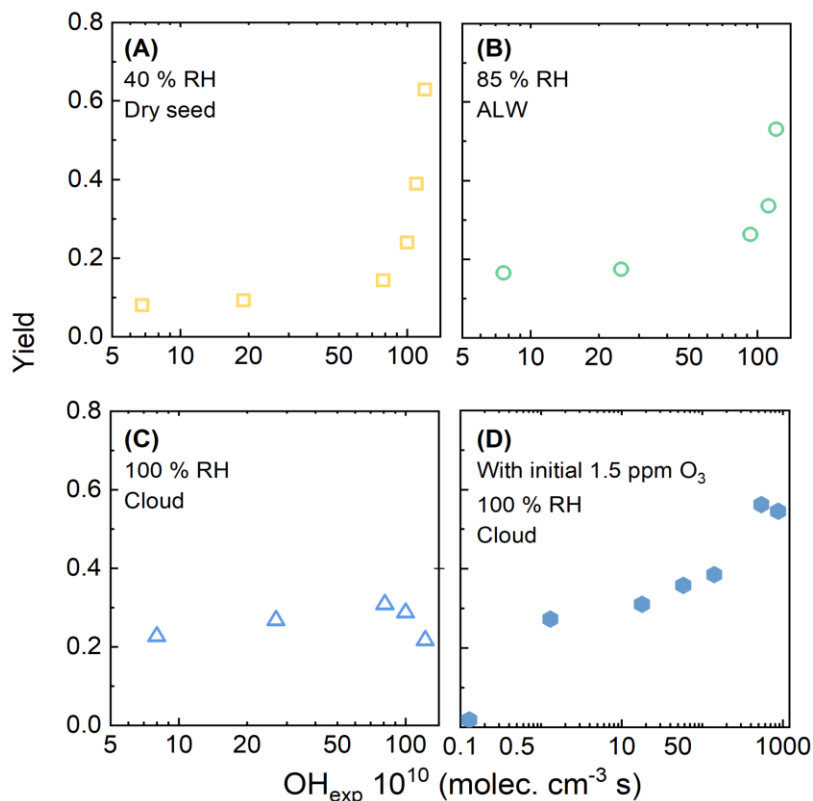 0.8
0.6
0.4
0.2
0.0
(A)
40 % RH
Dry seed
5
10
20
50
100
(B)
85 % RH
ALW
5
10
20
50
100
Yield
0.8
0.6
0.4
0.2
0.0
(C)
100 % RH
Cloud
5
10
20
50
100
(D)
With initial 1.5 ppm O₃
100 % RH
Cloud
0.1
0.5
10
50
1000
OHₑₓₚ 10¹⁰ (molec. cm⁻³ s)